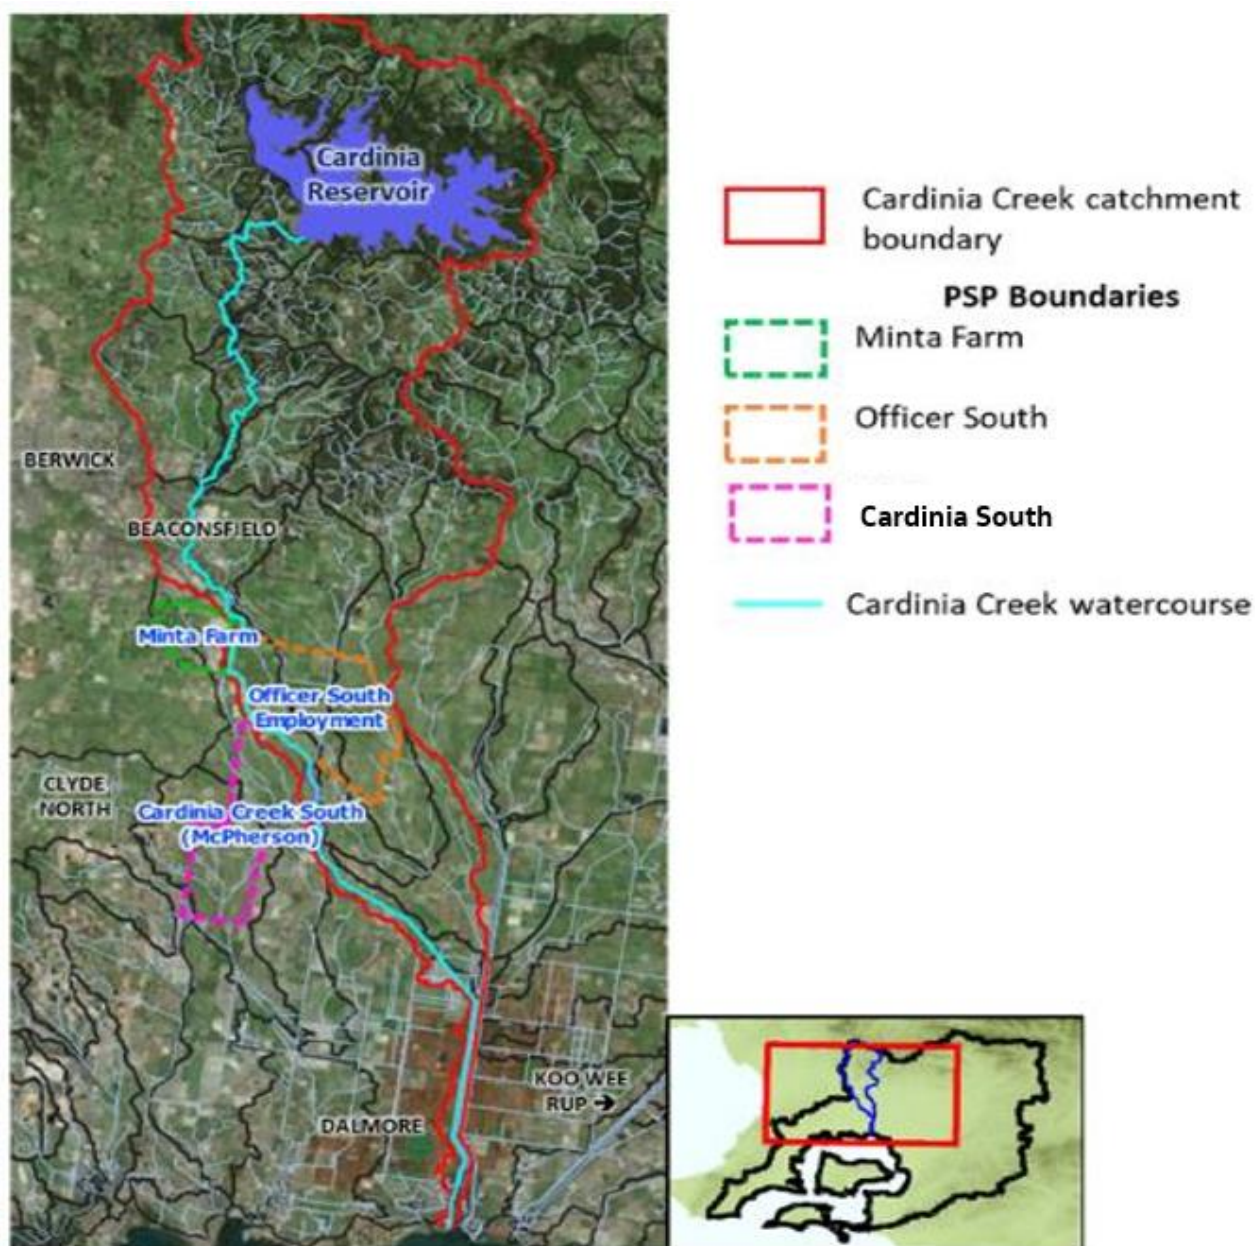 Cardinia
Reservoir
BERWICK
BEACONSFIELD
Minta Farm
Officer South
Employment
CLYDE
NORTH
Cardinia Creek South
(McPherson)
KOO WEE
RUP →
DALMORE
Cardinia Creek catchment
boundary
PSP Boundaries
Minta Farm
Officer South
Cardinia South
Cardinia Creek watercourse